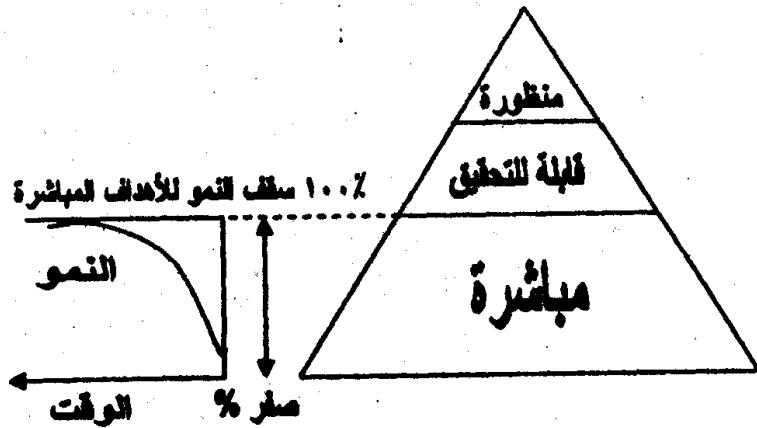 منظورة
قابلة للتحقيق
١٠٠٪ سقف النمو للأهداف المباشرة
مباشرة
النمو
صفر %
الوقت